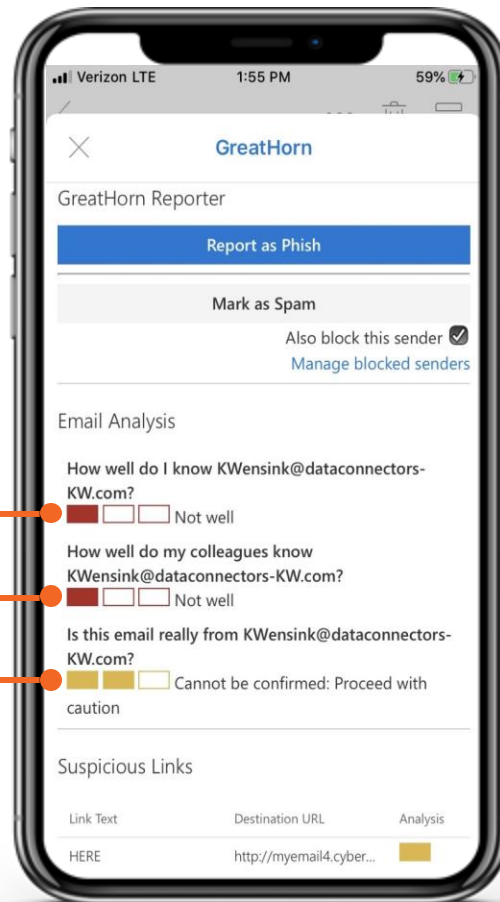 Verizon LTE 1:55 PM 59%
GreatHorn
GreatHorn Reporter
Report as Phish
Mark as Spam
Also block this sender
Manage blocked senders
Email Analysis
How well do I know KWensink@dataconnectors-
KW.com?
Not well
How well do my colleagues know
KWensink@dataconnectors-KW.com?
Not well
Is this email really from KWensink@dataconnectors-
KW.com?
Cannot be confirmed: Proceed with
caution
Suspicious Links
Link Text Destination URL Analysis
HERE http://myemail4.cyber...